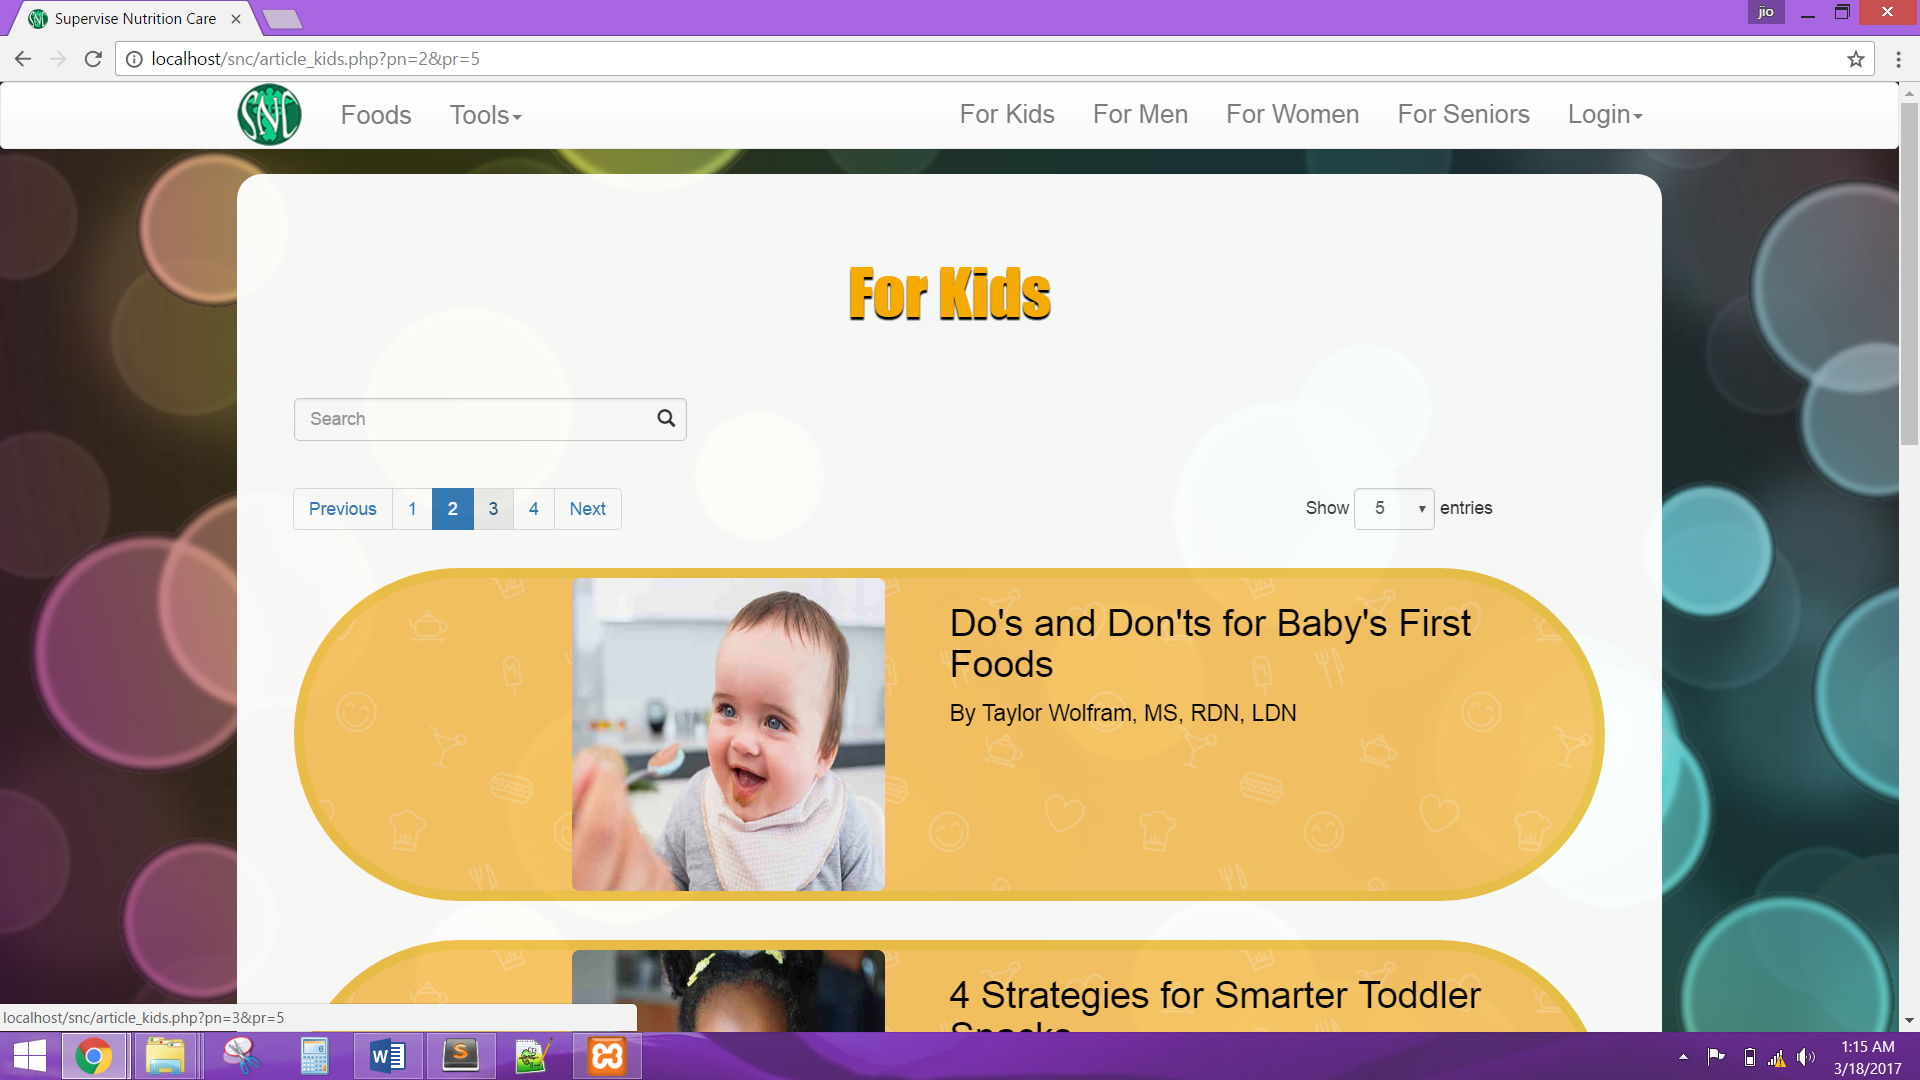 Supervise Nutrition Care
jio
localhost/snc/article_kids.php?pn=2&pr=5
SNC
Foods
Tools
For Kids
For Men
For Women
For Seniors
Login
For Kids
Search
Previous
1
2
3
4
Next
Show 5 entries
Do's and Don'ts for Baby's First
Foods
By Taylor Wolfram, MS, RDN, LDN
4 Strategies for Smarter Toddler
Snacks
localhost/snc/article_kids.php?pn=3&pr=5
1:15 AM
3/18/2017